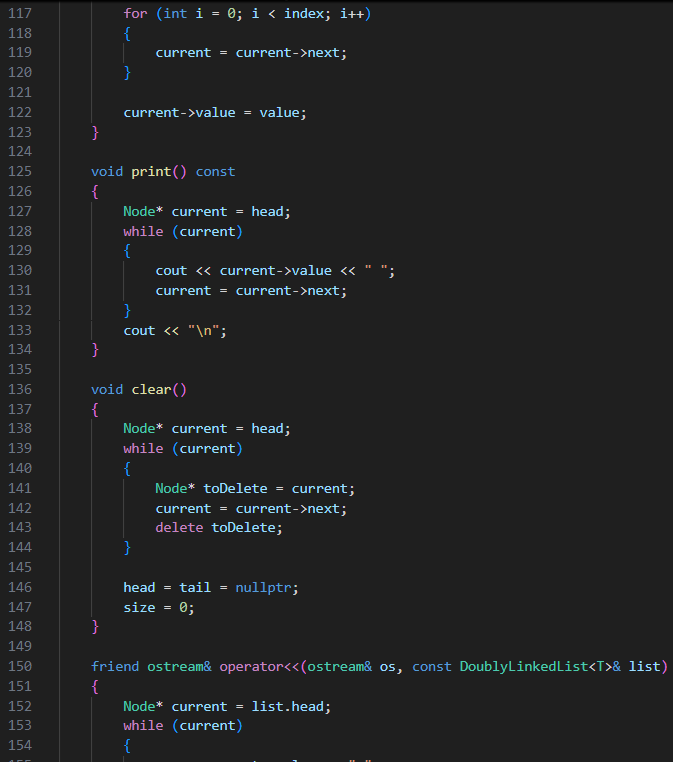 117 for (int i = 0; i < index; i++)
118 {
119 current = current->next;
120 }
121
122 current->value = value;
123 }
124
125 void print() const
126 {
127 Node* current = head;
128 while (current)
129 {
130 cout << current->value << " ";
131 current = current->next;
132 }
133 cout << "\n";
134 }
135
136 void clear()
137 {
138 Node* current = head;
139 while (current)
140 {
141 Node* toDelete = current;
142 current = current->next;
143 delete toDelete;
144 }
145
146 head = tail = nullptr;
147 size = 0;
148 }
149
150 friend ostream& operator<<(ostream& os, const DoublyLinkedList<T>& list)
151 {
152 Node* current = list.head;
153 while (current)
154 {